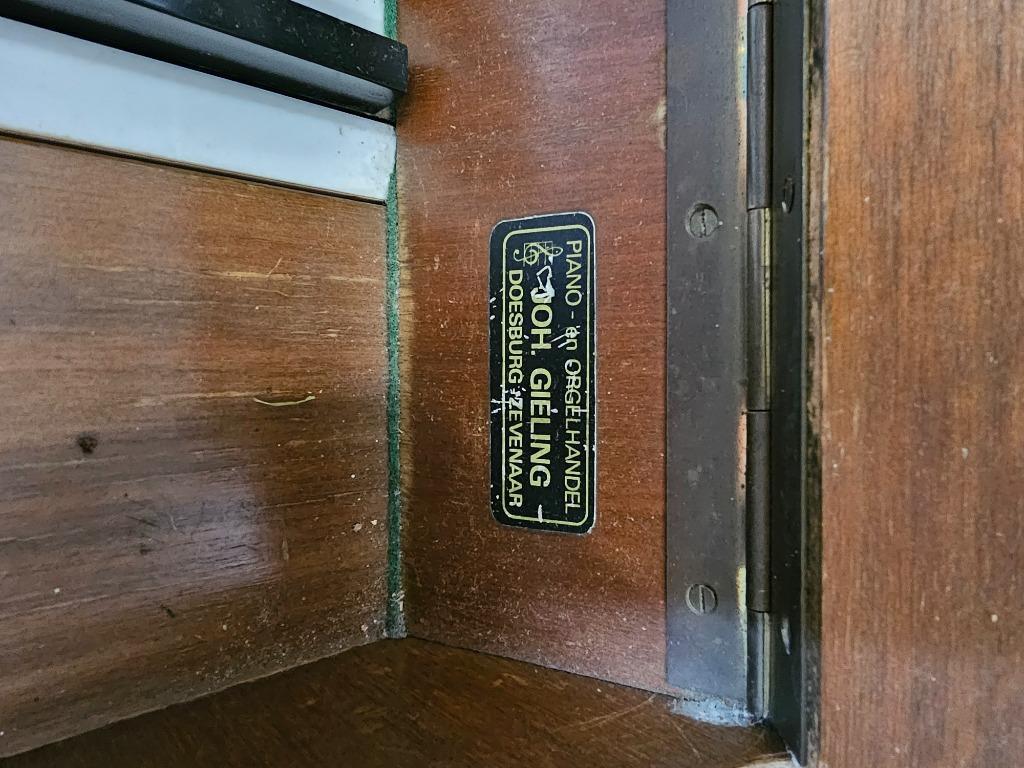 PIANO - en ORGELHANDEL
JOH. GIELING
DOESBURG ZEVENAAR